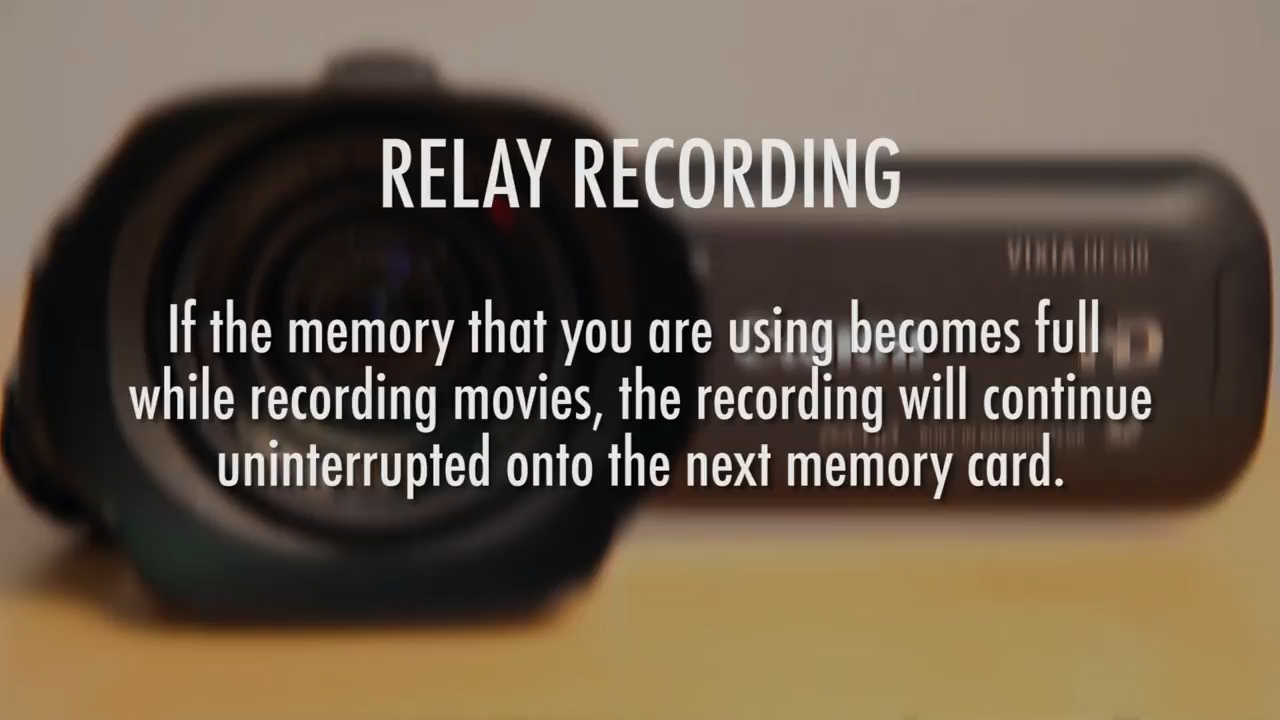 RELAY RECORDING
If the memory that you are using becomes full
while recording movies, the recording will continue
uninterrupted onto the next memory card.
VIXIA